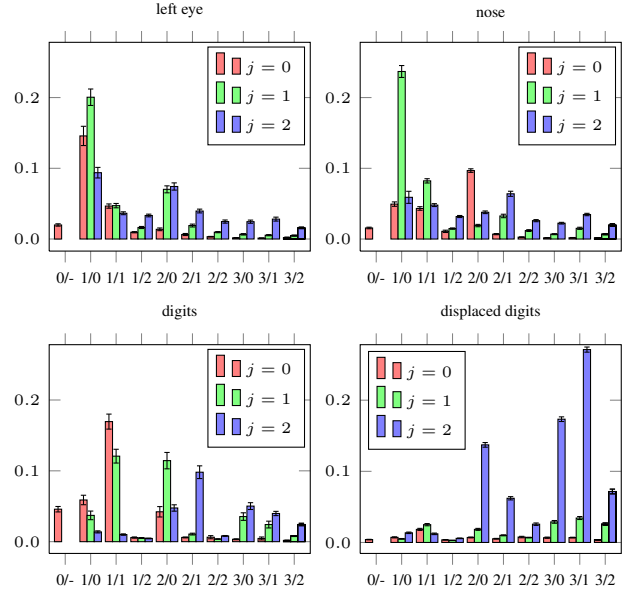 left eye
0.2
0.1
0.0
j = 0
j = 1
j = 2
0/- 1/0 1/1 1/2 2/0 2/1 2/2 3/0 3/1 3/2
nose
0.2
0.1
0.0
j = 0
j = 1
j = 2
0/- 1/0 1/1 1/2 2/0 2/1 2/2 3/0 3/1 3/2
digits
0.2
0.1
0.0
j = 0
j = 1
j = 2
0/- 1/0 1/1 1/2 2/0 2/1 2/2 3/0 3/1 3/2
displaced digits
0.2
0.1
0.0
j = 0
j = 1
j = 2
0/- 1/0 1/1 1/2 2/0 2/1 2/2 3/0 3/1 3/2